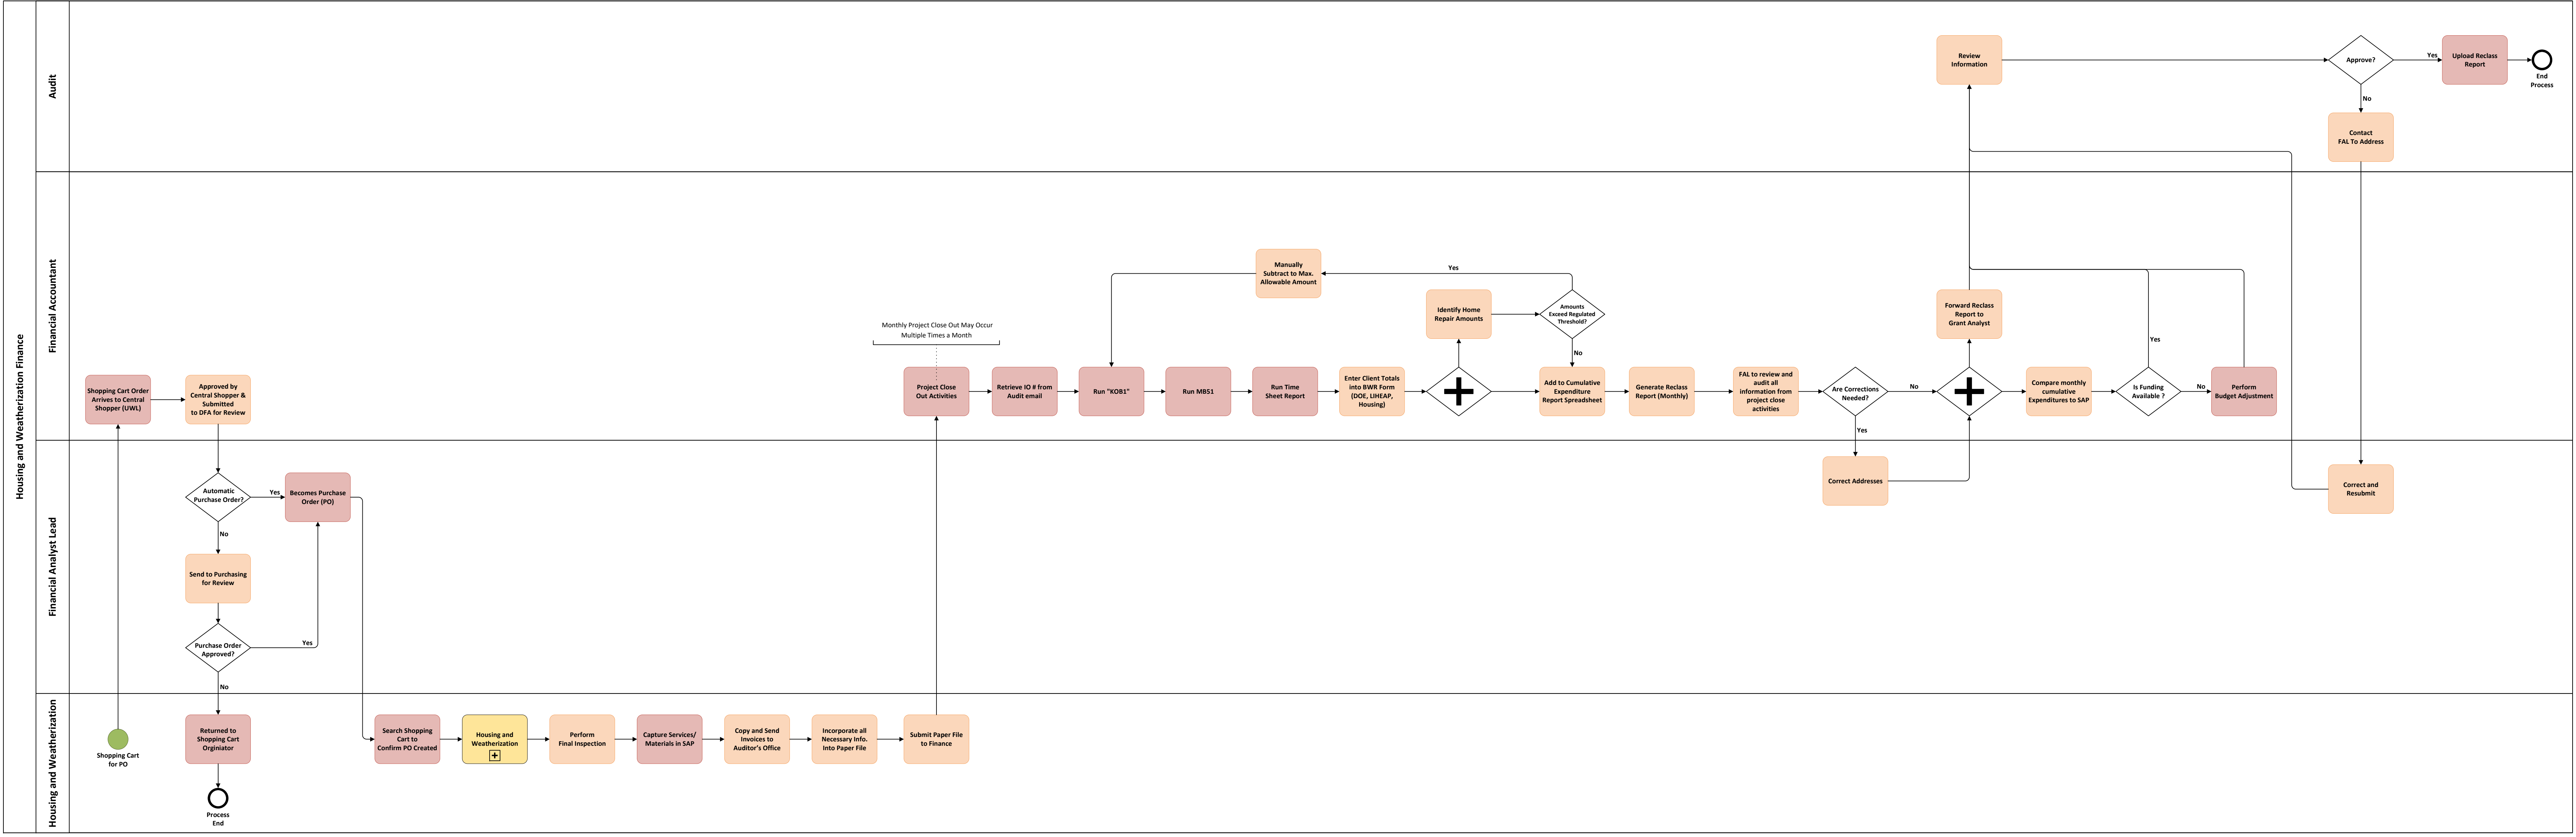 Housing and Weatherization Finance
Audit
Review
Information
Approve?
Yes
No
Upload Reclass
Report
End
Process
Contact
FAL To Address
Financial Accountant
Shopping Cart Order
Arrives to Central
Shopper (UWL)
Approved by
Central Shopper &
Submitted
to DFA for Review
Monthly Project Close Out May Occur
Multiple Times a Month
Project Close
Out Activities
Retrieve IO # from
Audit email
Run "KOB1"
Run MB51
Run Time
Sheet Report
Enter Client Totals
into BWR Form
(DOE, LIHEAP,
Housing)
Manually
Subtract to Max.
Allowable Amount
Yes
Identify Home
Repair Amounts
Amounts
Exceed Regulated
Threshold?
No
Add to Cumulative
Expenditure
Report Spreadsheet
Generate Reclass
Report (Monthly)
FAL to review and
audit all
information from
project close
activities
Are Corrections
Needed?
No
Yes
Forward Reclass
Report to
Grant Analyst
Compare monthly
cumulative
Expenditures to SAP
Is Funding
Available ?
Yes
No
Perform
Budget Adjustment
Financial Analyst Lead
Automatic
Purchase Order?
Yes
Becomes Purchase
Order (PO)
No
Send to Purchasing
for Review
Purchase Order
Approved?
Yes
No
Correct Addresses
Correct and
Resubmit
Housing and Weatherization
Shopping Cart
for PO
Returned to
Shopping Cart
Orginiator
Process
End
Search Shopping
Cart to
Confirm PO Created
Housing and
Weatherization
Perform
Final Inspection
Capture Services/
Materials in SAP
Copy and Send
Invoices to
Auditor's Office
Incorporate all
Necessary Info.
Into Paper File
Submit Paper File
to Finance